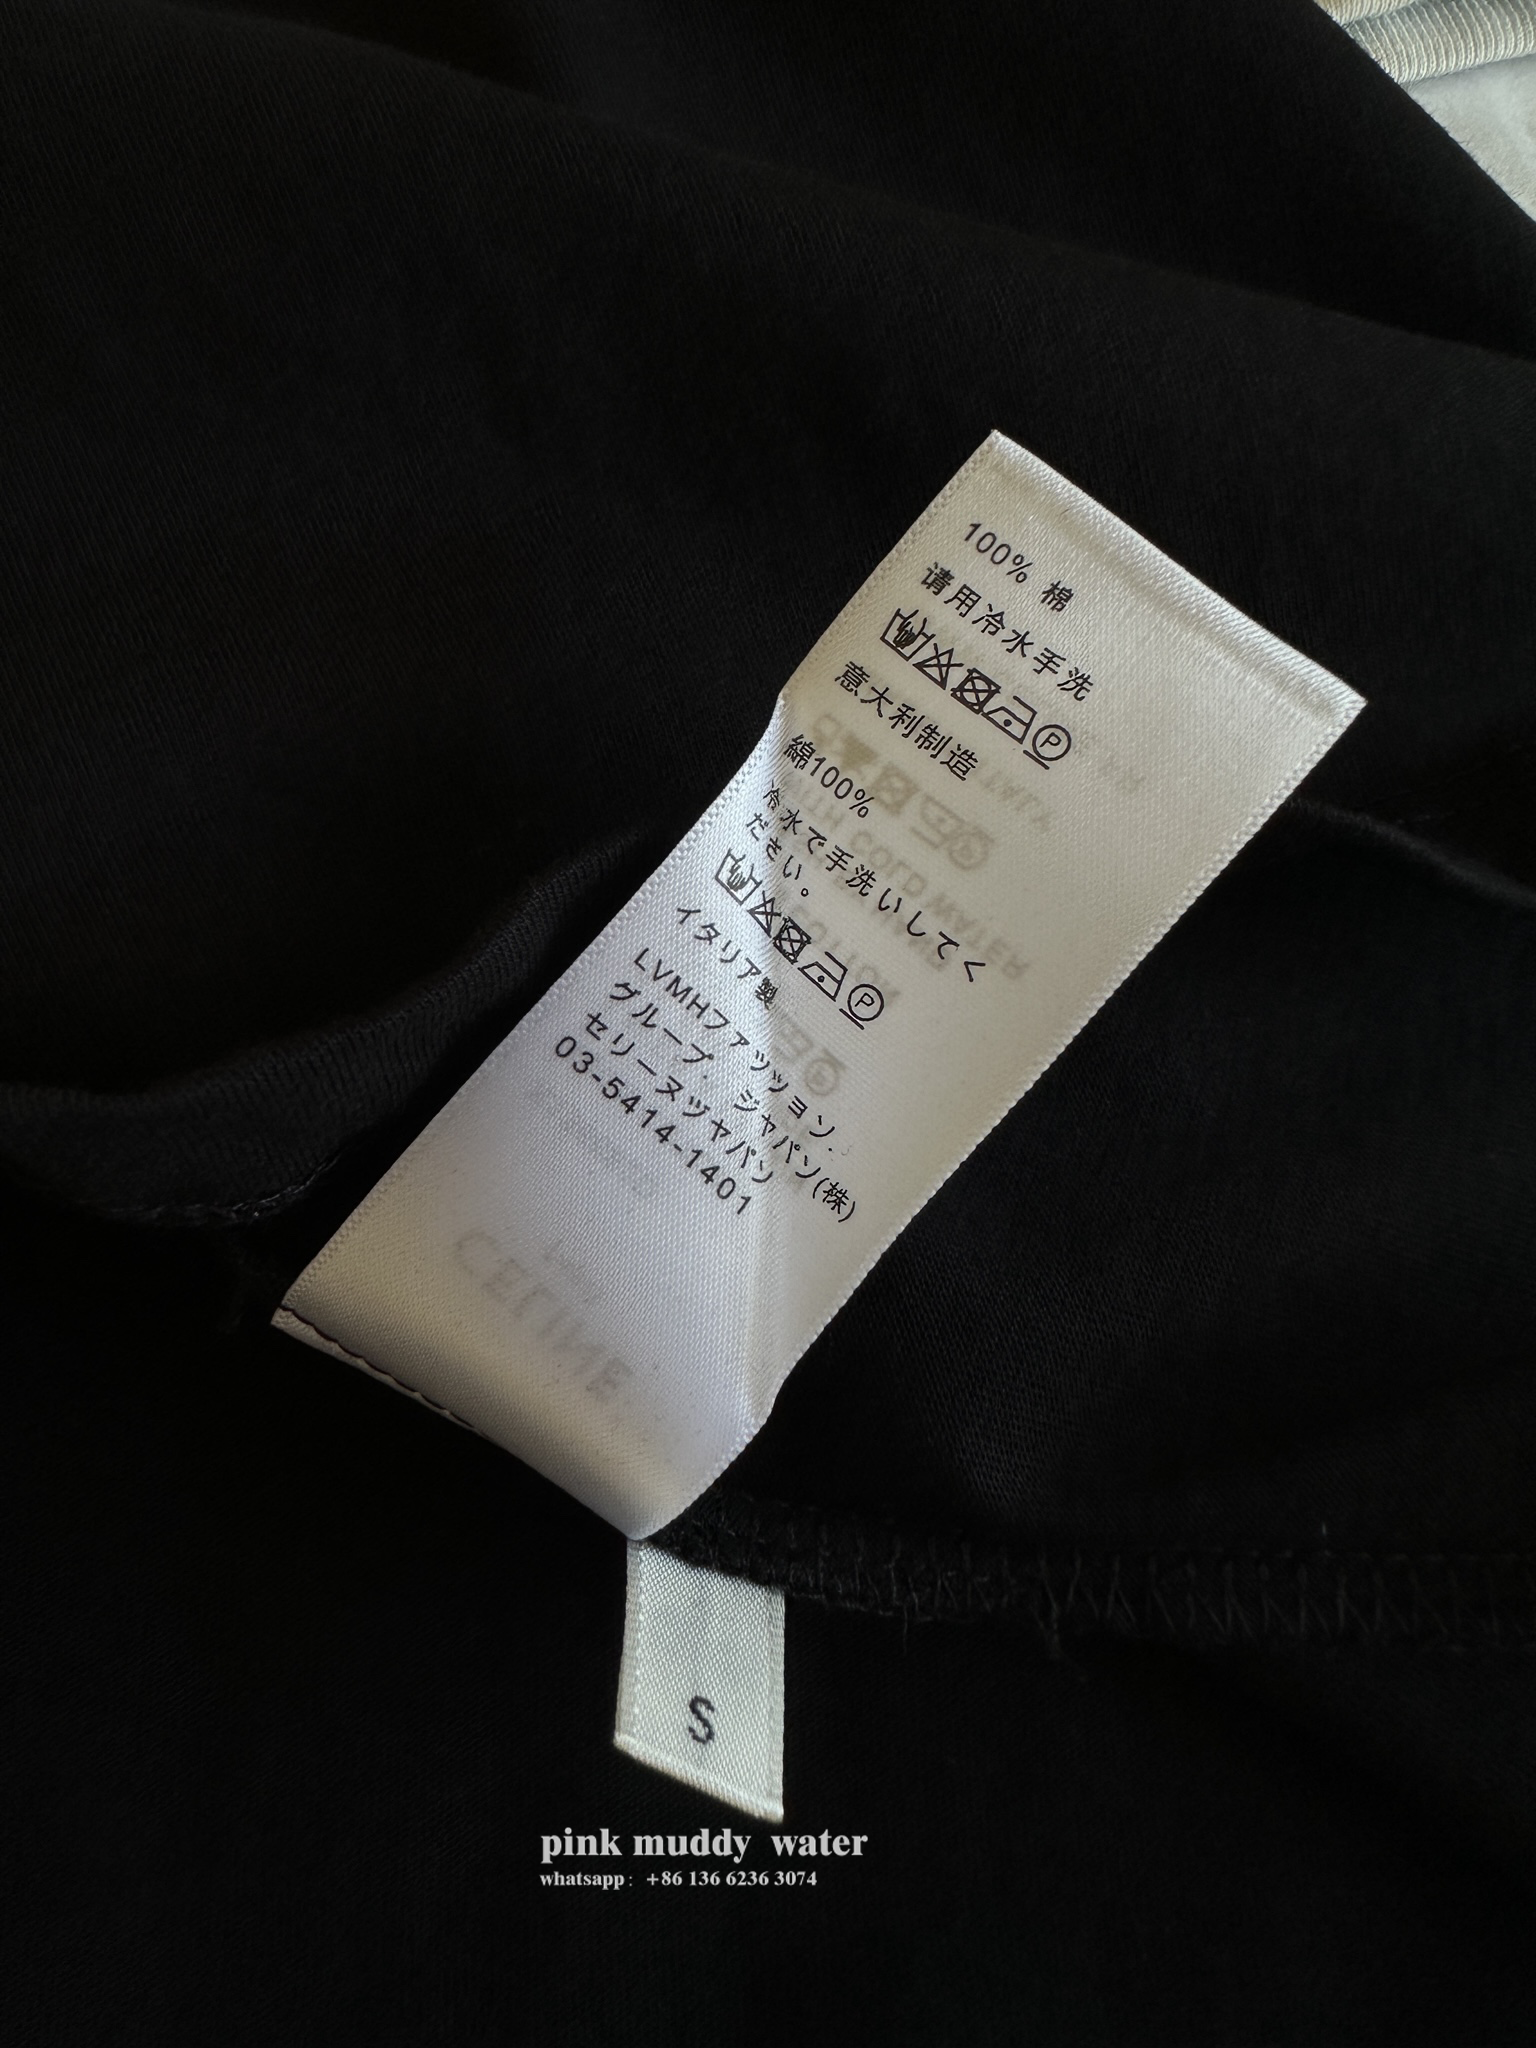 100% 棉
请用冷水手洗
P
意大利制造
綿100%
冷水で手洗いしてく
ださい。
P
イタリア製
LVMHファッツョン.
グループ. ジャパン(株)
セリーヌツャパン
03-5414-1401
CELINE
S
pink muddy water
whatsapp: +86 136 6236 3074